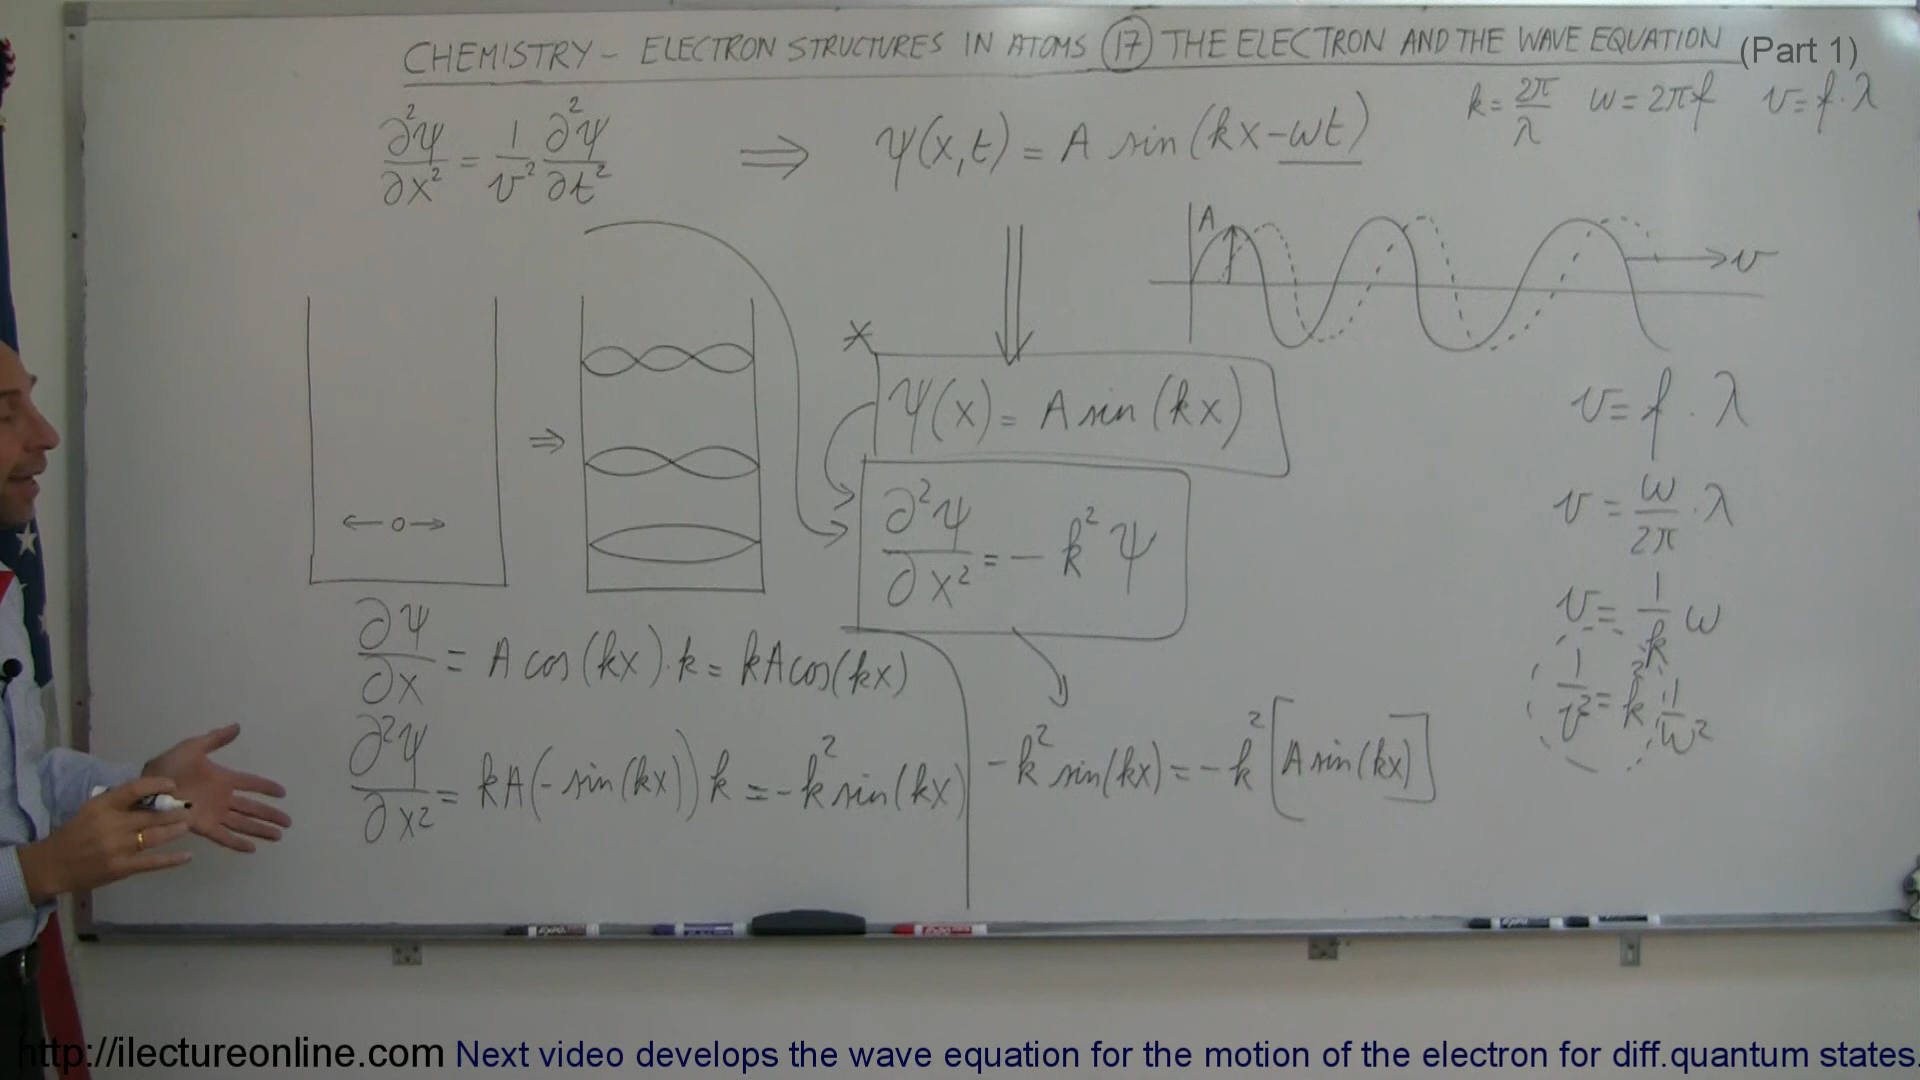 CHEMISTRY - ELECTRON STRUCTURES IN ATOMS (17) THE ELECTRON AND THE WAVE EQUATION (Part 1)
k = 2π/λ   ω = 2πf   v = f·λ
∂²ψ/∂x² = 1/v² ∂²ψ/∂t² ⇒ ψ(x,t) = A sin(kx-ωt)
A
v
*
ψ(x) = A sin(kx)
v = f · λ
∂²ψ/∂x² = - k² ψ
v = ω/2π · λ
⇒
← o →
v = 1/k ω
1/v² = k² 1/ω²
∂ψ/∂x = A cos(kx)·k = kA cos(kx)
∂²ψ/∂x² = kA(-sin(kx))k = -k² sin(kx)
-k² sin(kx) = -k² [A sin(kx)]
EXPO
http://ilectureonline.com Next video develops the wave equation for the motion of the electron for diff.quantum states.